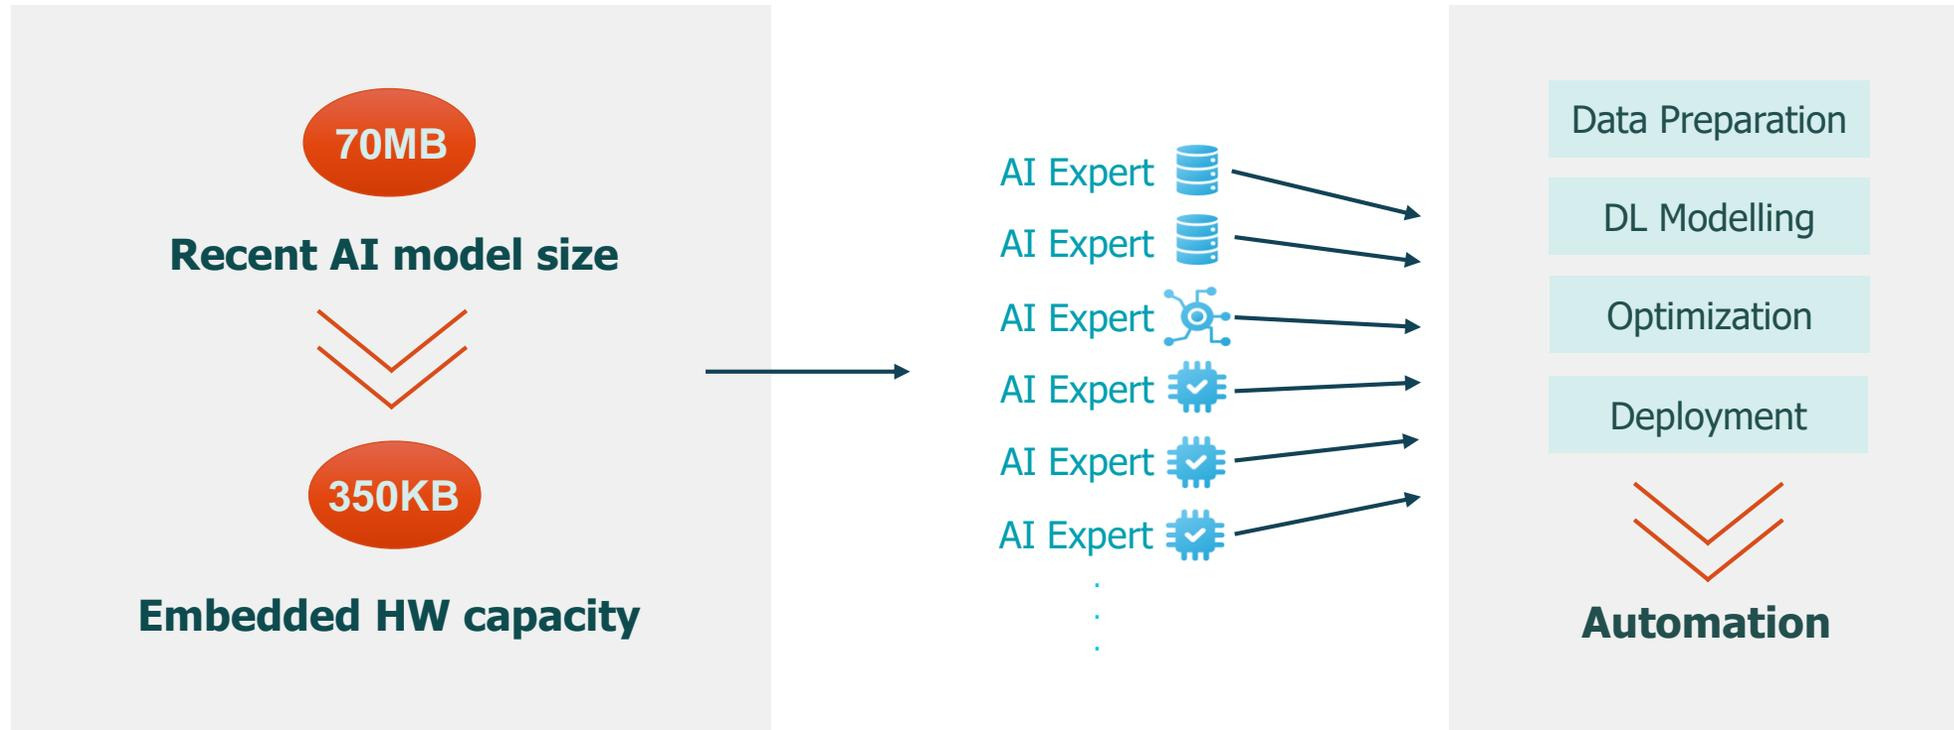 70MB
Recent AI model size
350KB
Embedded HW capacity
AI Expert
AI Expert
AI Expert
AI Expert
AI Expert
AI Expert
.
.
.
Data Preparation
DL Modelling
Optimization
Deployment
Automation